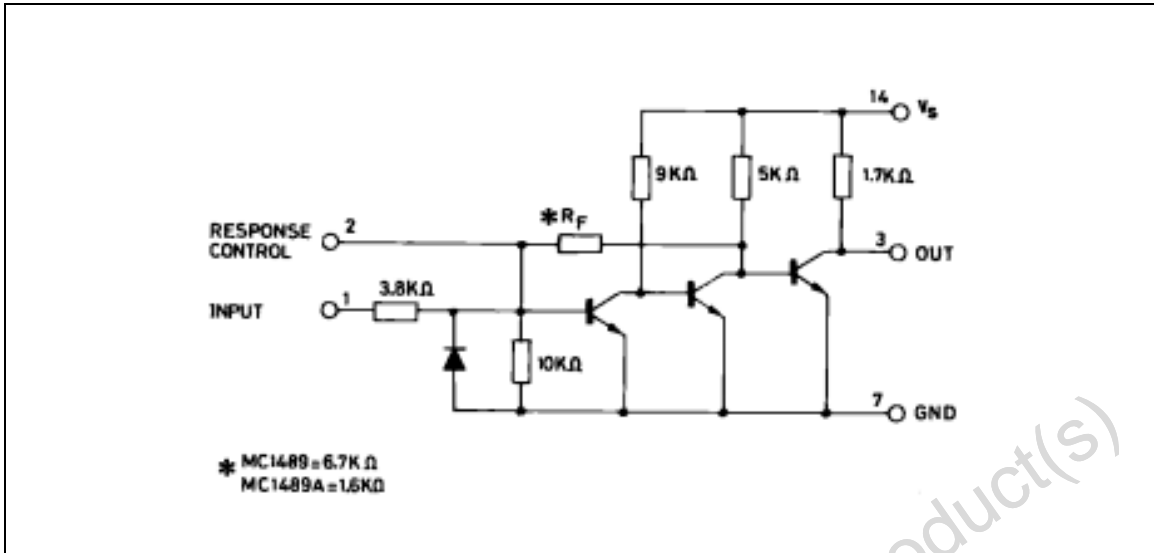 14 Vs
9KΩ 5KΩ 1.7KΩ
*RF
RESPONSE CONTROL 2
3 OUT
3.8KΩ
INPUT 1
10KΩ
7 GND
* MC1489=6.7KΩ
MC1489A=1.6KΩ
oduct(s)